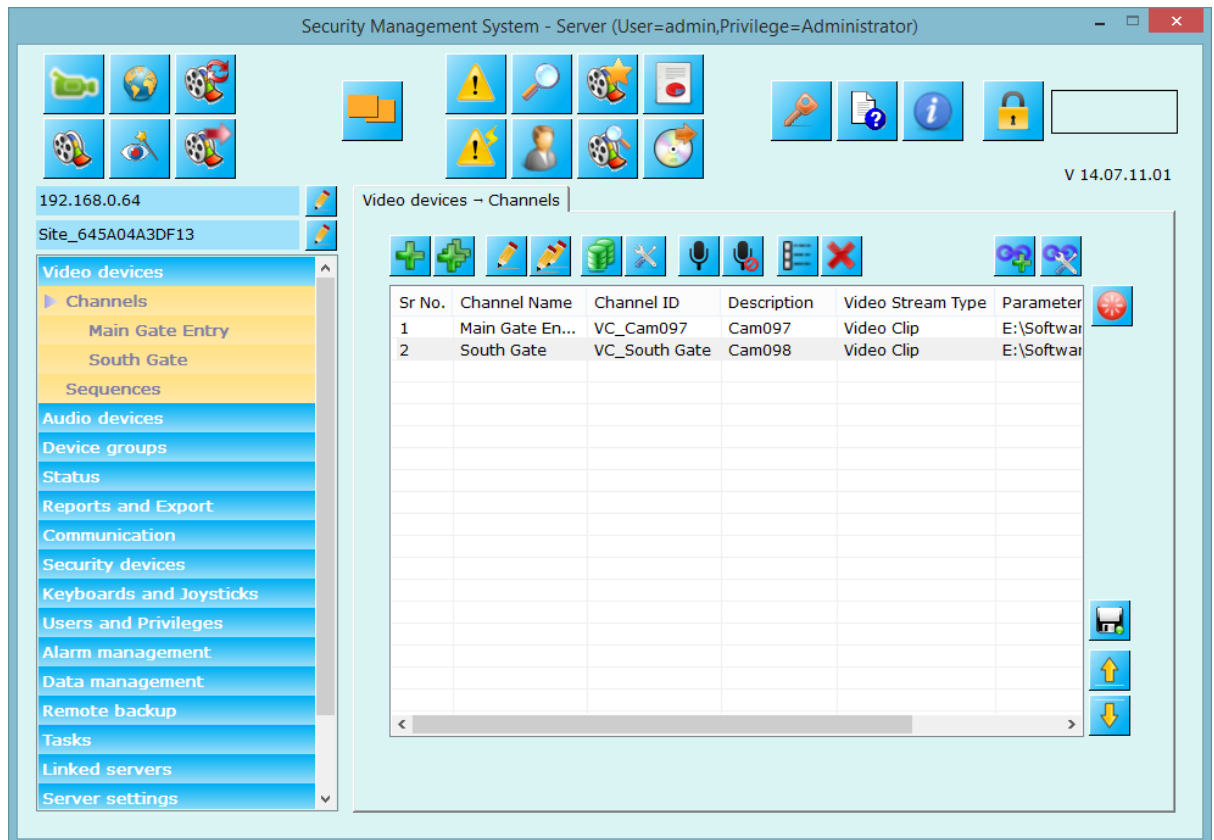 Security Management System - Server (User=admin,Privilege=Administrator)
V 14.07.11.01
192.168.0.64
Site_645A04A3DF13
Video devices
Channels
Main Gate Entry
South Gate
Sequences
Audio devices
Device groups
Status
Reports and Export
Communication
Security devices
Keyboards and Joysticks
Users and Privileges
Alarm management
Data management
Remote backup
Tasks
Linked servers
Server settings
Video devices → Channels
Sr No. Channel Name Channel ID Description Video Stream Type Parameter
1 Main Gate En... VC_Cam097 Cam097 Video Clip E:\Softwar
2 South Gate VC_South Gate Cam098 Video Clip E:\Softwar